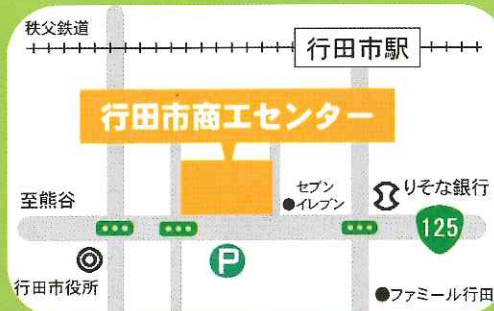 秩父鉄道
行田市駅
行田市商工センター
セブン
●イレブン
りそな銀行
至熊谷
125
P
行田市役所
●ファミール行田